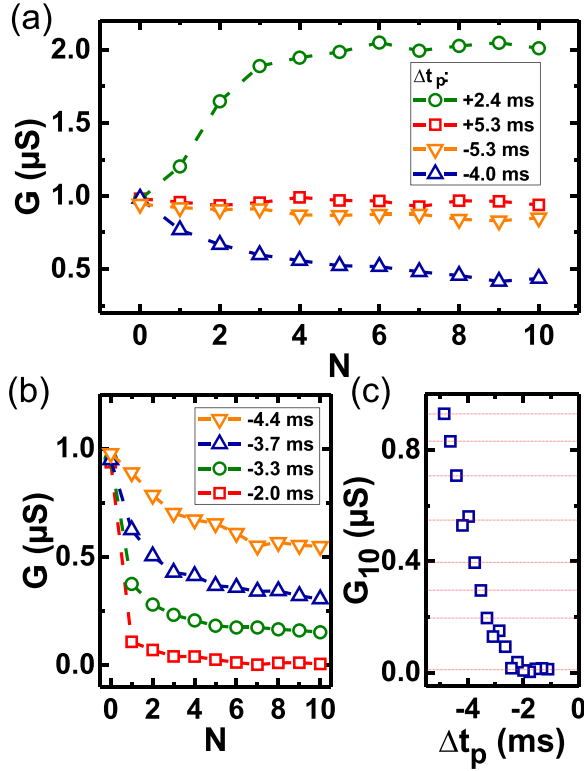 (a)
2.0
1.5
1.0
0.5
G (μS)
Δt p:
+2.4 ms
+5.3 ms
-5.3 ms
-4.0 ms
0 2 4 6 8 10
N
(b)
1.0
0.5
0.0
G (μS)
-4.4 ms
-3.7 ms
-3.3 ms
-2.0 ms
0 2 4 6 8 10
N
(c)
0.8
0.4
0.0
G10 (μS)
-4 -2 0
Δtp (ms)